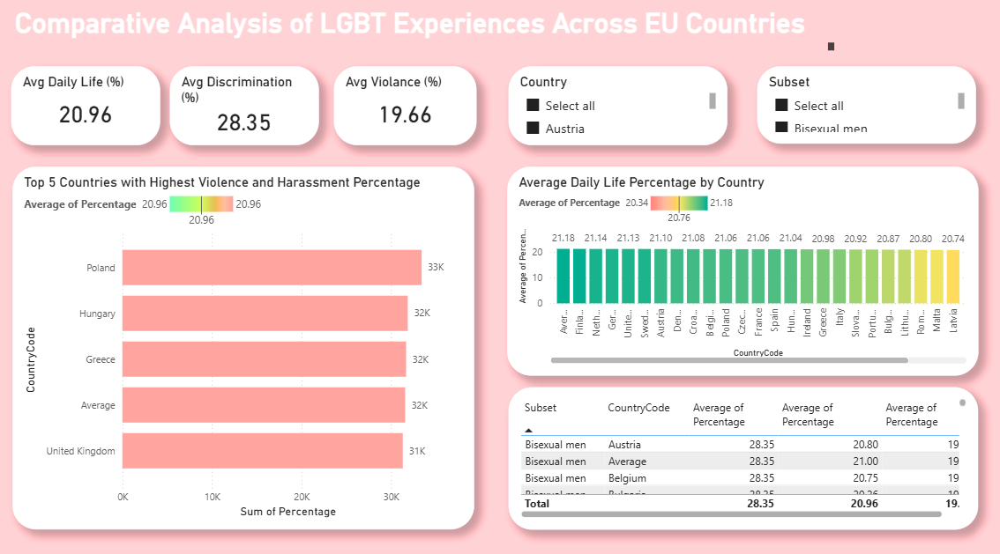 Comparative Analysis of LGBT Experiences Across EU Countries
Avg Daily Life (%)
20.96
Avg Discrimination
(%)
28.35
Avg Violance (%)
19.66
Country
Select all
Austria
Subset
Select all
Bisexual men
Top 5 Countries with Highest Violence and Harassment Percentage
Average of Percentage 20.96 20.96
20.96
CountryCode
Poland 33K
Hungary 32K
Greece 32K
Average 32K
United Kingdom 31K
0K 10K 20K 30K
Sum of Percentage
Average Daily Life Percentage by Country
Average of Percentage 20.34 21.18
20.76
Average of Percen...
21.18 21.14 21.13 21.10 21.08 21.06 21.06 21.04 20.98 20.92 20.87 20.80 20.74
20
10
0
Aver... Finla... Neth... Ger... Unite... Swed... Austria Den... Croa... Belgi... Poland Czec... France Spain Hun... Ireland Greece Italy Slova... Portu... Bulg... Lithu... Rom... Malta Latvia
CountryCode
Subset CountryCode Average of Average of Average of
Percentage Percentage Percentage
Bisexual men Austria 28.35 20.80 19
Bisexual men Average 28.35 21.00 19
Bisexual men Belgium 28.35 20.75 19
Bisexual men Bulgaria 28.35 20.36 19
Total 28.35 20.96 19.